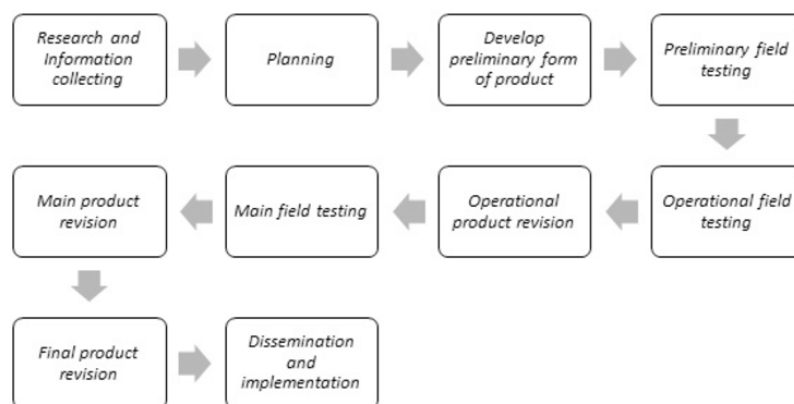 Research and
Information
collecting
Planning
Develop
preliminary form
of product
Preliminary field
testing
Operational field
testing
Operational
product revision
Main field testing
Main product
revision
Final product
revision
Dissemination
and
implementation